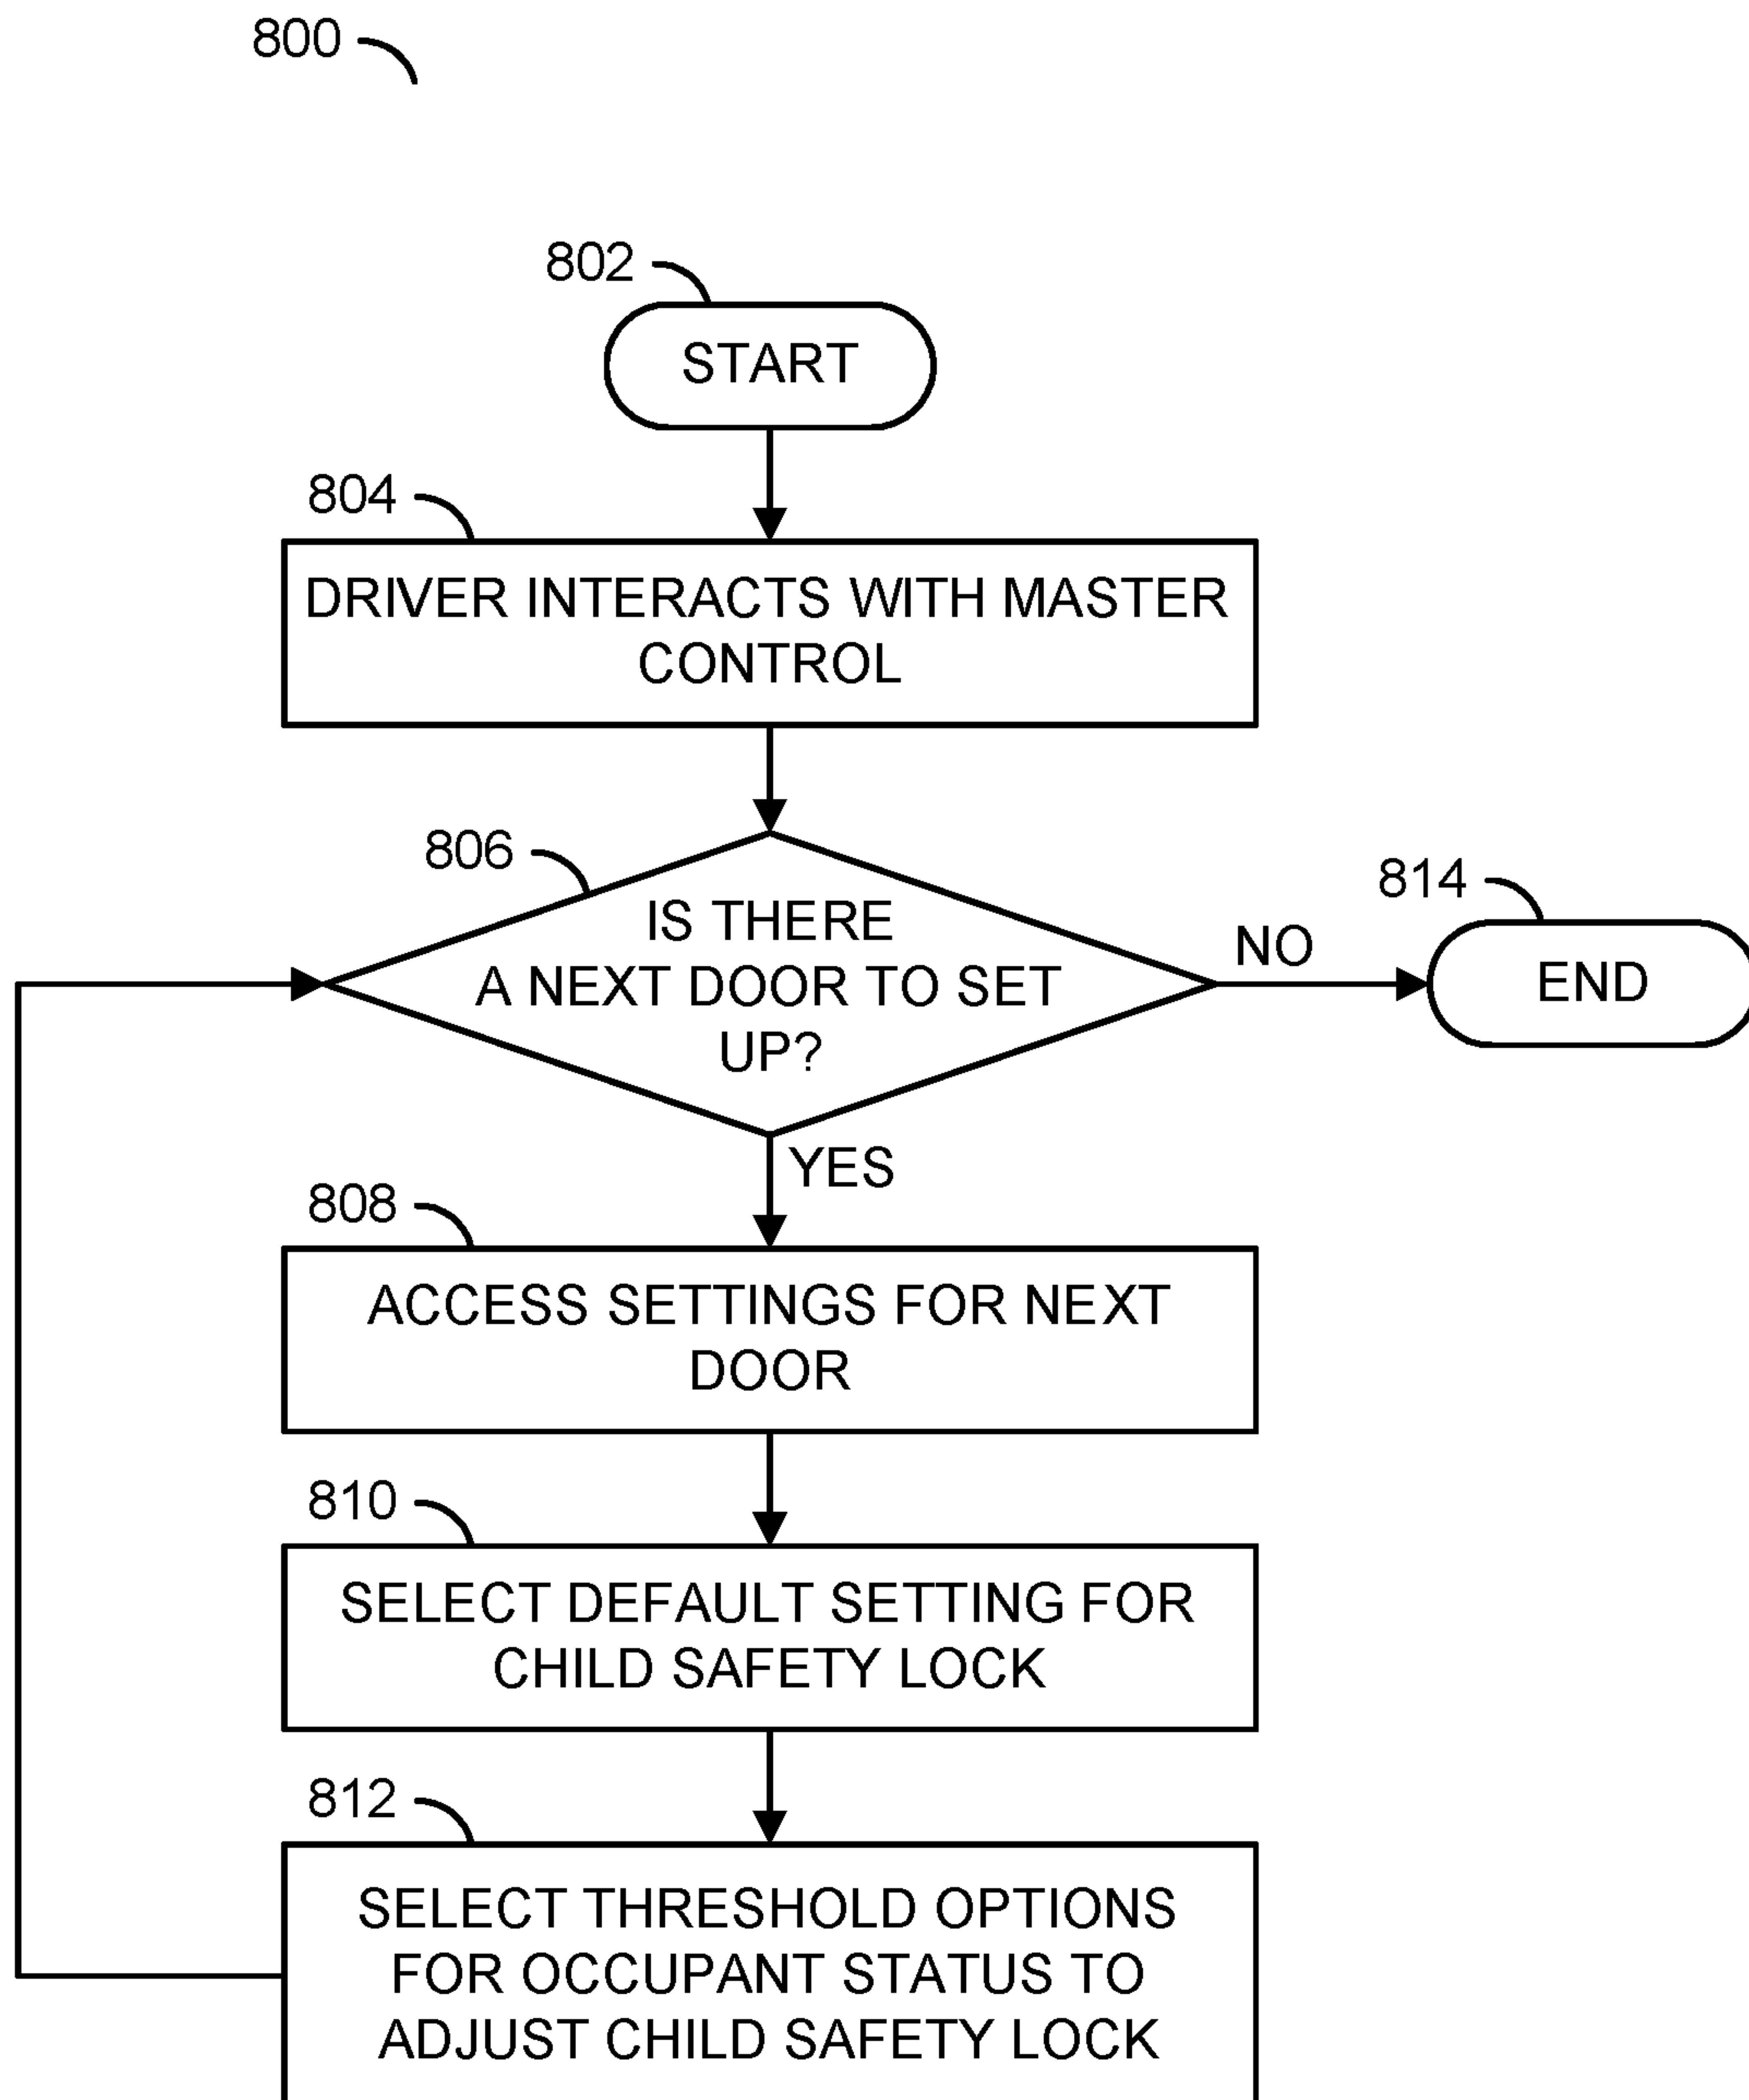 800
802
START
804
DRIVER INTERACTS WITH MASTER
CONTROL
806
IS THERE
A NEXT DOOR TO SET
UP?
NO
814
END
YES
808
ACCESS SETTINGS FOR NEXT
DOOR
810
SELECT DEFAULT SETTING FOR
CHILD SAFETY LOCK
812
SELECT THRESHOLD OPTIONS
FOR OCCUPANT STATUS TO
ADJUST CHILD SAFETY LOCK